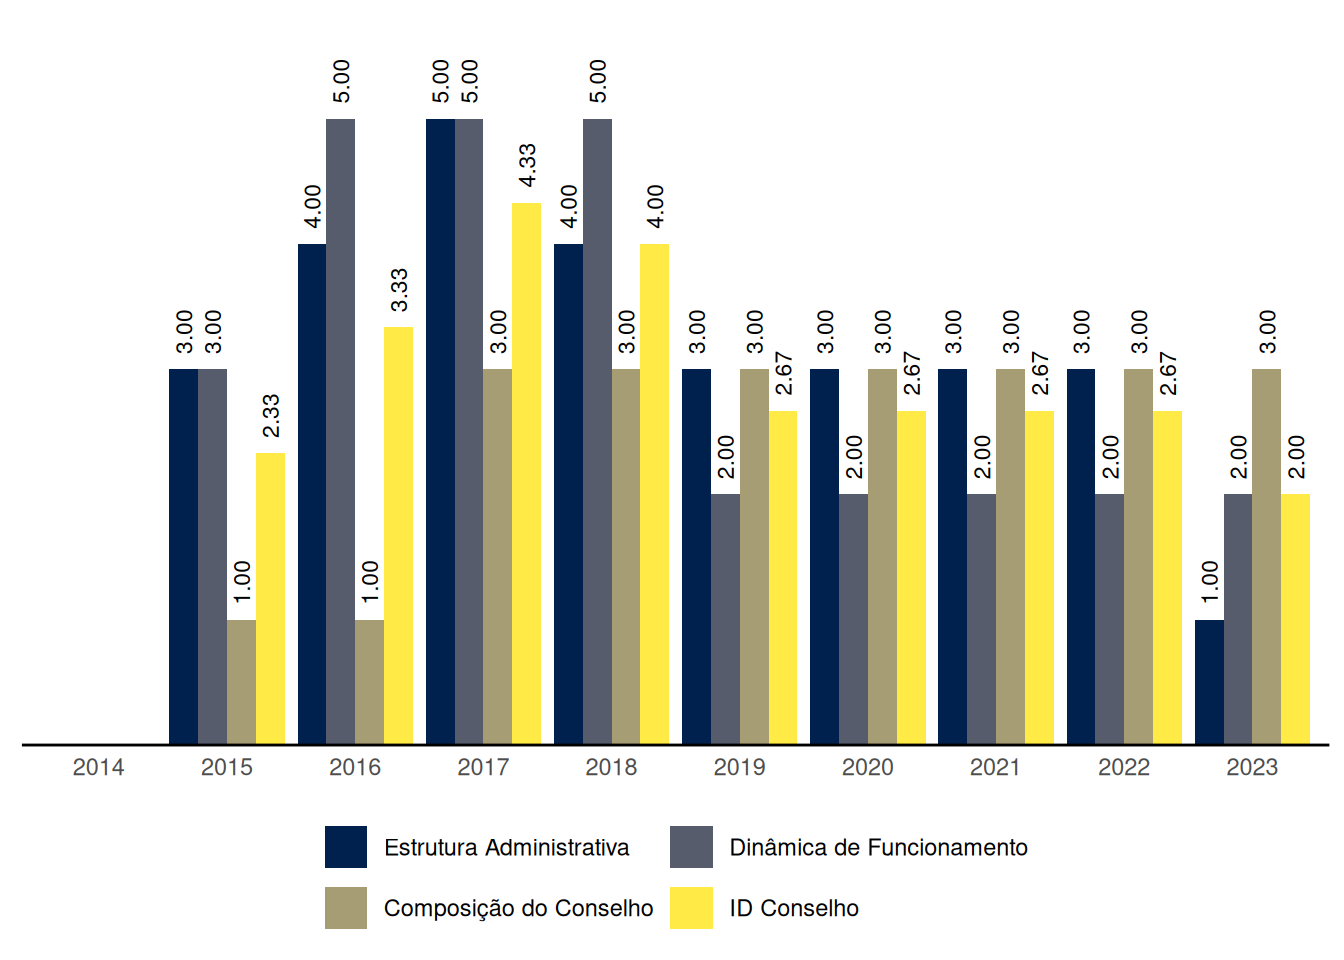 5.00 5.00 5.00 5.00
4.33
4.00 4.00 4.00
3.33
3.00 3.00 3.00 3.00 3.00 3.00 3.00 3.00 3.00 3.00 3.00 3.00 3.00
2.67 2.67 2.67 2.67
2.33
2.00 2.00 2.00 2.00 2.00 2.00
1.00 1.00 1.00
2014 2015 2016 2017 2018 2019 2020 2021 2022 2023
Estrutura Administrativa Dinâmica de Funcionamento
Composição do Conselho ID Conselho